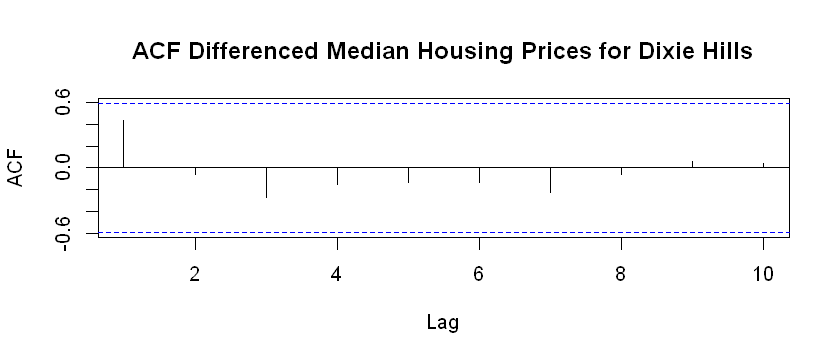 ACF Differenced Median Housing Prices for Dixie Hills
0.6
0.0
-0.6
ACF
2 4 6 8 10
Lag